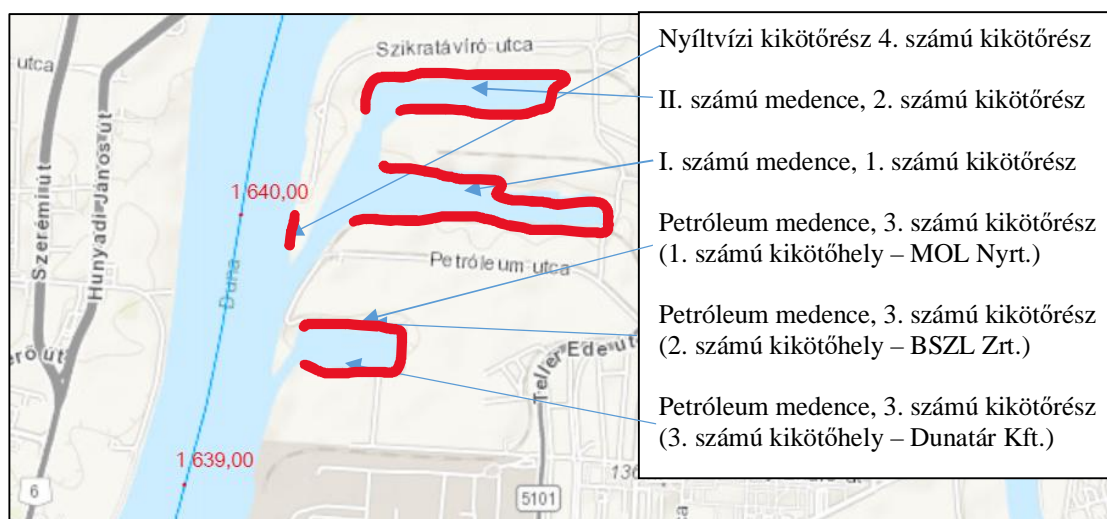 Nyíltvízi kikötőrész 4. számú kikötőrész
II. számú medence, 2. számú kikötőrész
I. számú medence, 1. számú kikötőrész
Petróleum medence, 3. számú kikötőrész
(1. számú kikötőhely – MOL Nyrt.)
Petróleum medence, 3. számú kikötőrész
(2. számú kikötőhely – BSZL Zrt.)
Petróleum medence, 3. számú kikötőrész
(3. számú kikötőhely – Dunatár Kft.)
Szikratávíró utca
utca
Szerémi út
Hunyadi János út
1 640,00
Duna
Petróleum utca
Teller Ede út
1 639,00
6
5101